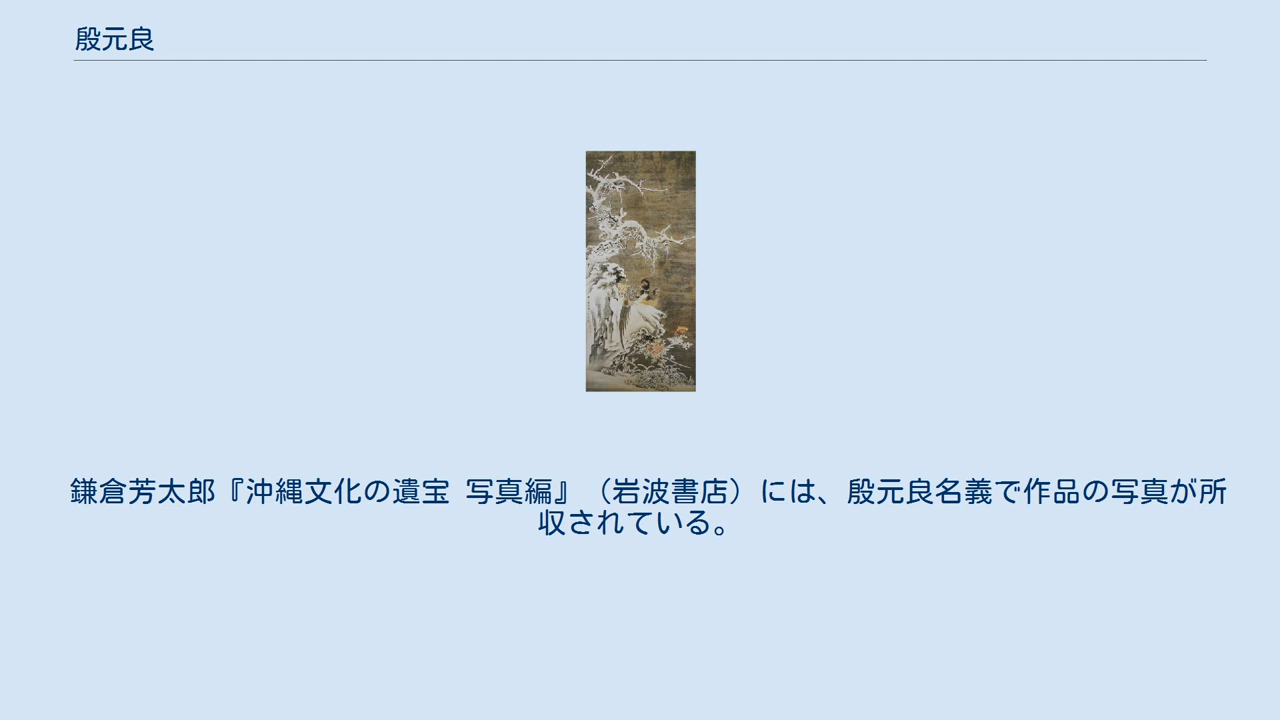 殷元良
鎌倉芳太郎『沖縄文化の遺宝 写真編』（岩波書店）には、殷元良名義で作品の写真が所
収されている。